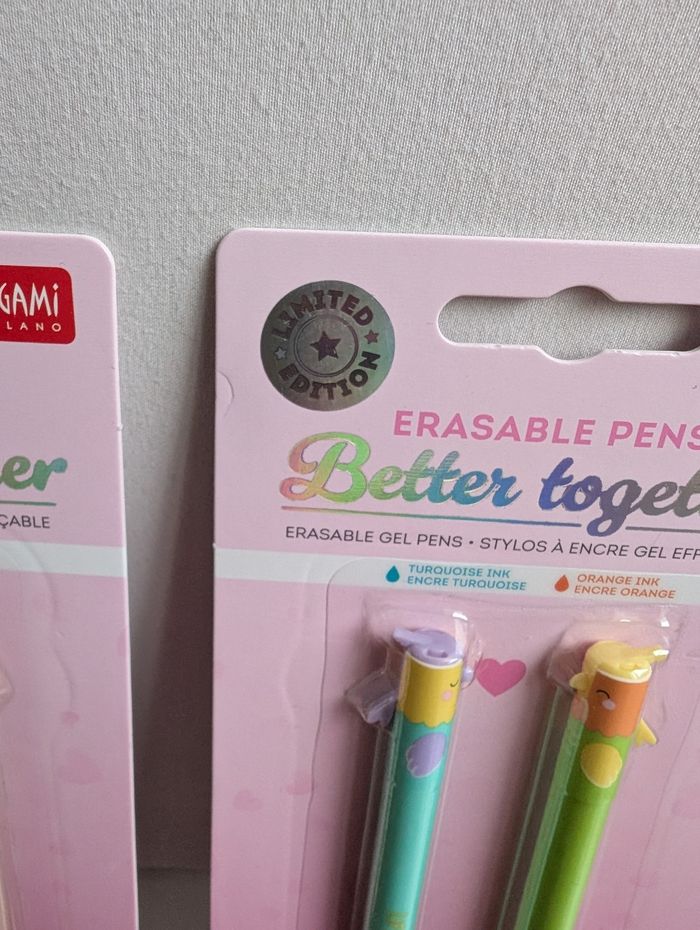 GAMi
LANO
er
ÇABLE
LIMITED
EDITION
ERASABLE PENS
Better toget
ERASABLE GEL PENS • STYLOS À ENCRE GEL EFF
TURQUOISE INK
ENCRE TURQUOISE
ORANGE INK
ENCRE ORANGE